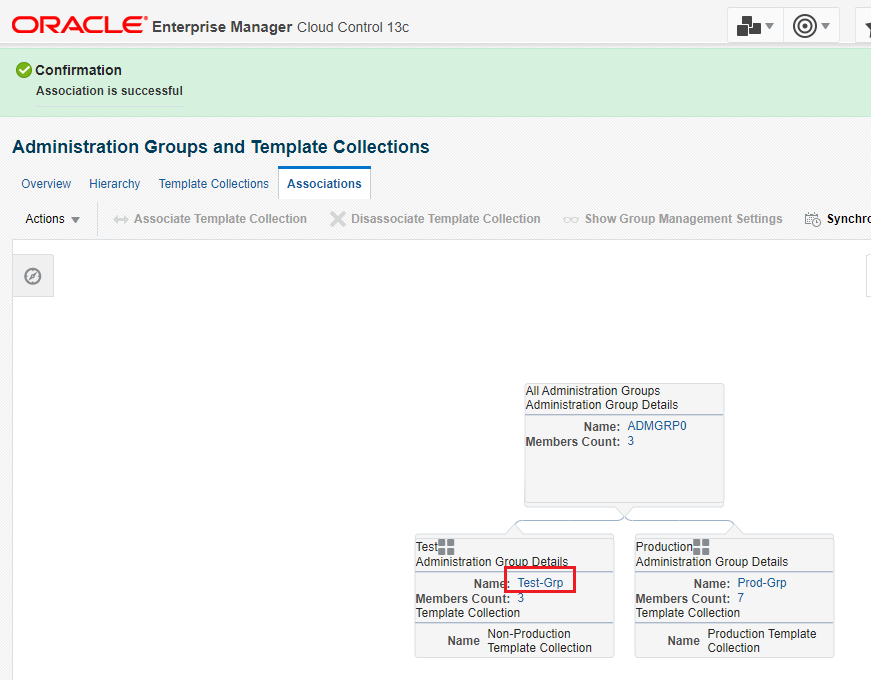 ORACLE® Enterprise Manager Cloud Control 13c
Confirmation
Association is successful
Administration Groups and Template Collections
Overview Hierarchy Template Collections Associations
Actions Associate Template Collection Disassociate Template Collection Show Group Management Settings Synchro
All Administration Groups
Administration Group Details
Name: ADMGRP0
Members Count: 3
Test
Administration Group Details
Name: Test-Grp
Members Count: 3
Template Collection
Name Non-Production
Template Collection
Production
Administration Group Details
Name: Prod-Grp
Members Count: 7
Template Collection
Name Production Template
Collection